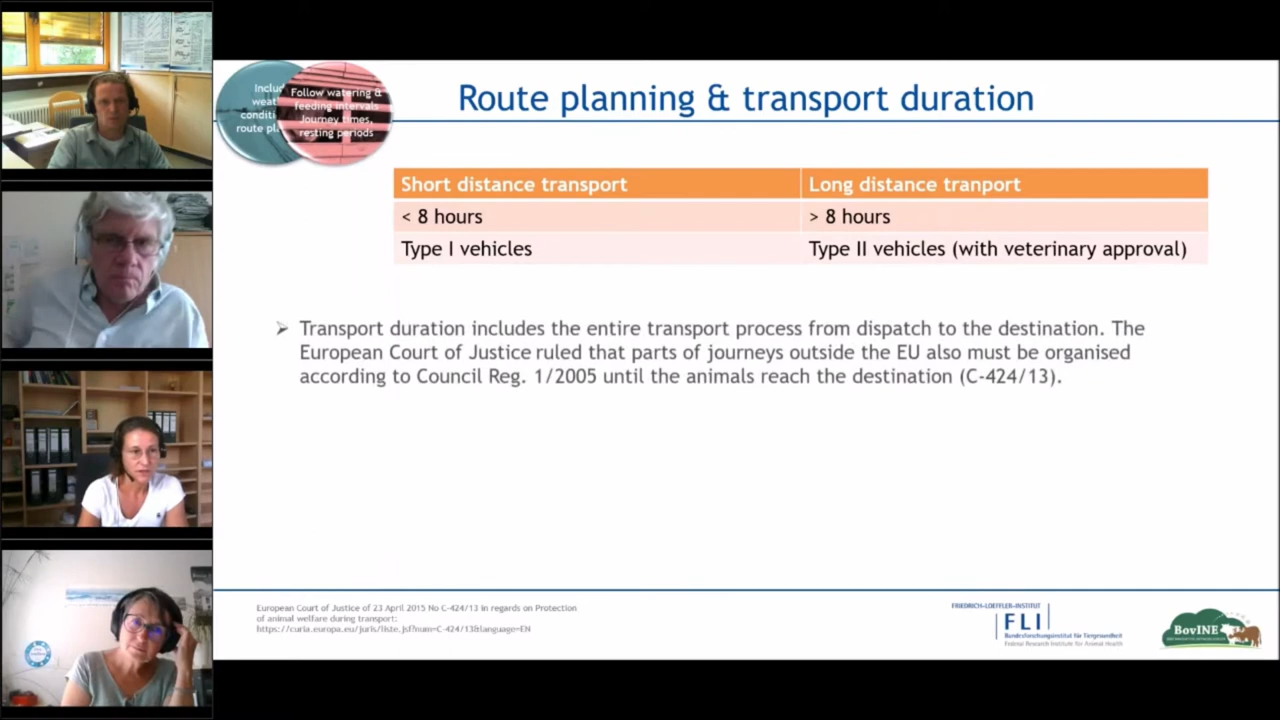 Route planning & transport duration
Follow watering &
feeding intervals
Journey times,
resting periods
Short distance transport
Long distance tranport
< 8 hours
> 8 hours
Type I vehicles
Type II vehicles (with veterinary approval)
Transport duration includes the entire transport process from dispatch to the destination. The
European Court of Justice ruled that parts of journeys outside the EU also must be organised
according to Council Reg. 1/2005 until the animals reach the destination (C-424/13).
European Court of Justice of 23 April 2015 No C-424/13 in regards on Protection
of animal welfare during transport:
https://curia.europa.eu/juris/liste.jsf?num=C-424/13&language=EN
FRIEDRICH-LOEFFLER-INSTITUT
FLI
Bundesforschungsinstitut für Tiergesundheit
Federal Research Institute for Animal Health
BovINE